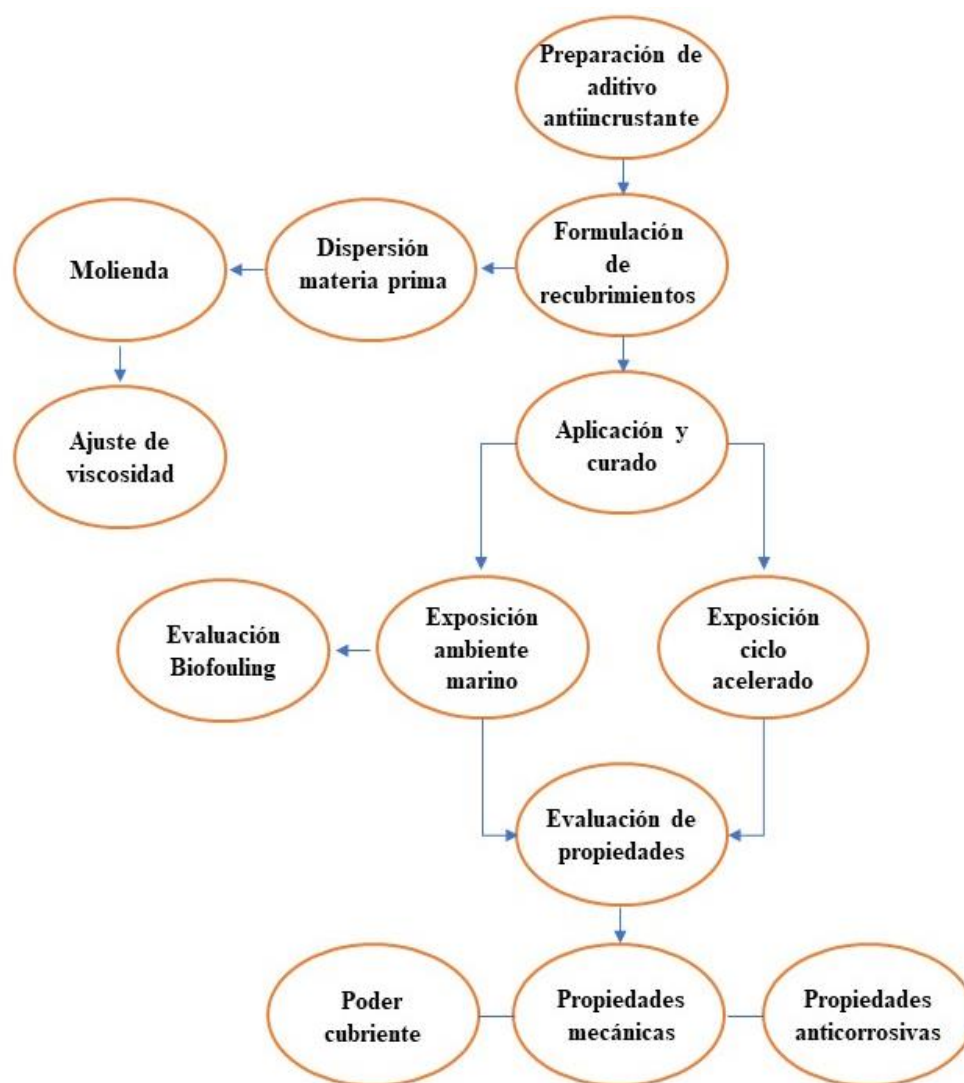 Preparación de
aditivo
antiincrustante
Molienda
Dispersión
materia prima
Formulación
de
recubrimientos
Ajuste de
viscosidad
Aplicación y
curado
Evaluación
Biofouling
Exposición
ambiente
marino
Exposición
ciclo
acelerado
Evaluación de
propiedades
Poder
cubriente
Propiedades
mecánicas
Propiedades
anticorrosivas